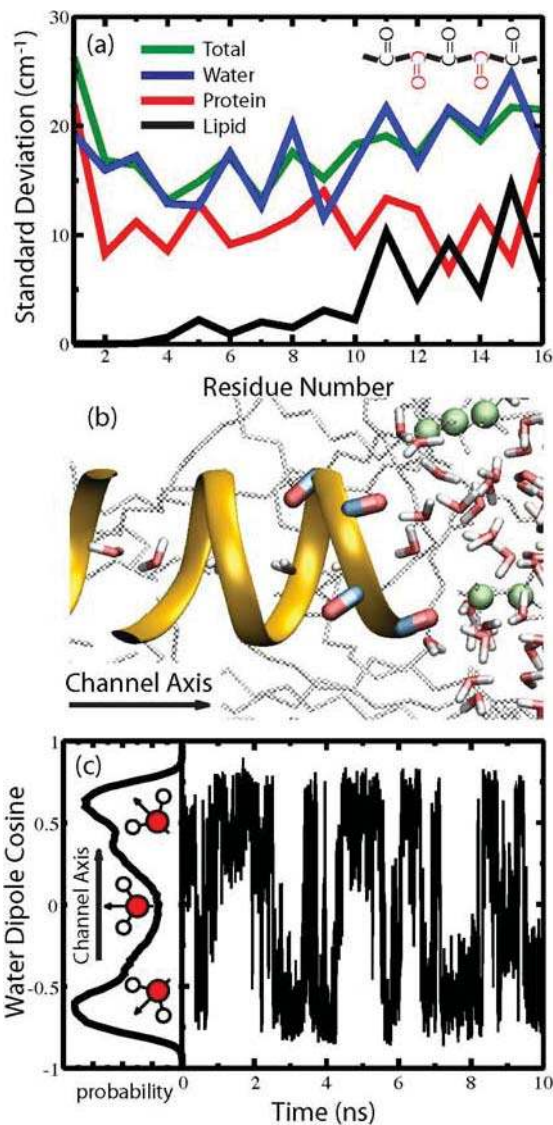 (a)
Total
Water
Protein
Lipid
C=O C=O C=O C=O C=O
Standard Deviation (cm⁻¹)
30
20
10
0
2 4 6 8 10 12 14 16
Residue Number
(b)
Channel Axis
(c)
Water Dipole Cosine
1
0.5
0
-0.5
-1
Channel Axis
probability
0 2 4 6 8 10
Time (ns)